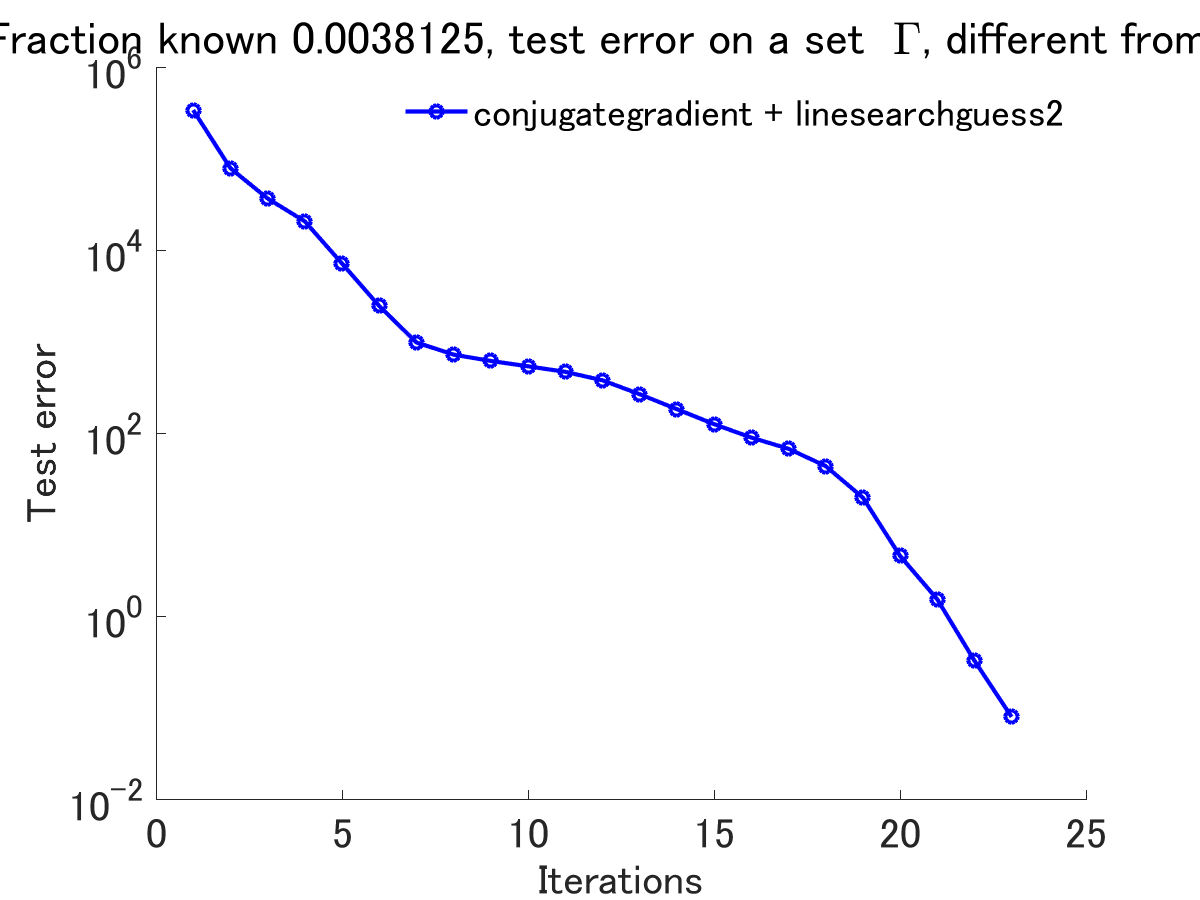 Fraction known 0.0038125, test error on a set Γ, different from
10^6
conjugategradient + linesearchguess2
10^4
10^2
10^0
10^-2
Test error
0 5 10 15 20 25
Iterations